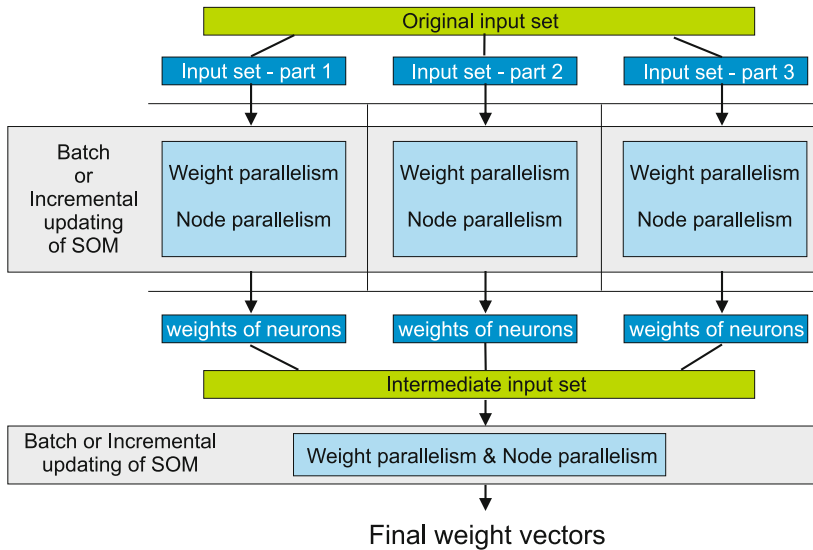 Original input set
Input set - part 1
Input set - part 2
Input set - part 3
Batch
or
Incremental
updating
of SOM
Weight parallelism
Node parallelism
Weight parallelism
Node parallelism
Weight parallelism
Node parallelism
weights of neurons
weights of neurons
weights of neurons
Intermediate input set
Batch or Incremental
updating of SOM
Weight parallelism & Node parallelism
Final weight vectors